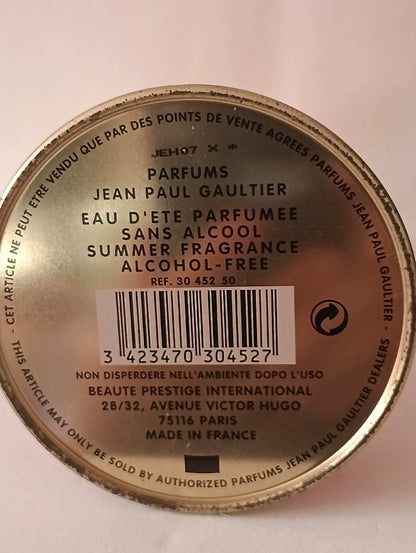 - CET ARTICLE NE PEUT ETRE VENDU QUE PAR DES POINTS DE VENTE AGREES PARFUMS JEAN PAUL GAULTIER -
JEH07 X
PARFUMS
JEAN PAUL GAULTIER
EAU D'ETE PARFUMEE
SANS ALCOOL
SUMMER FRAGRANCE
ALCOHOL-FREE
REF. 30 452 50
3 423470 304527
NON DISPERDERE NELL'AMBIENTE DOPO L'USO
BEAUTE PRESTIGE INTERNATIONAL
28/32, AVENUE VICTOR HUGO
75116 PARIS
MADE IN FRANCE
THIS ARTICLE MAY ONLY BE SOLD BY AUTHORIZED PARFUMS JEAN PAUL GAULTIER DEALERS